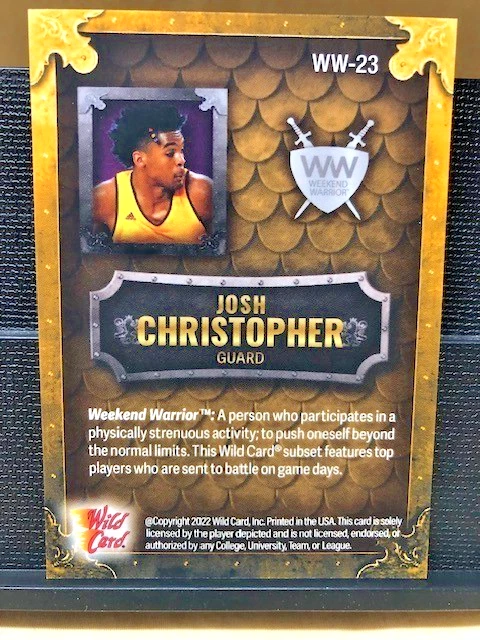 WW-23
WW
WEEKEND
WARRIOR™
JOSH
CHRISTOPHER
GUARD
Weekend Warrior™: A person who participates in a
physically strenuous activity; to push oneself beyond
the normal limits. This Wild Card® subset features top
players who are sent to battle on game days.
Wild
Card
@Copyright 2022 Wild Card, Inc. Printed in the USA. This card is solely
licensed by the player depicted and is not licensed, endorsed, or
authorized by any College, University, Team, or League.